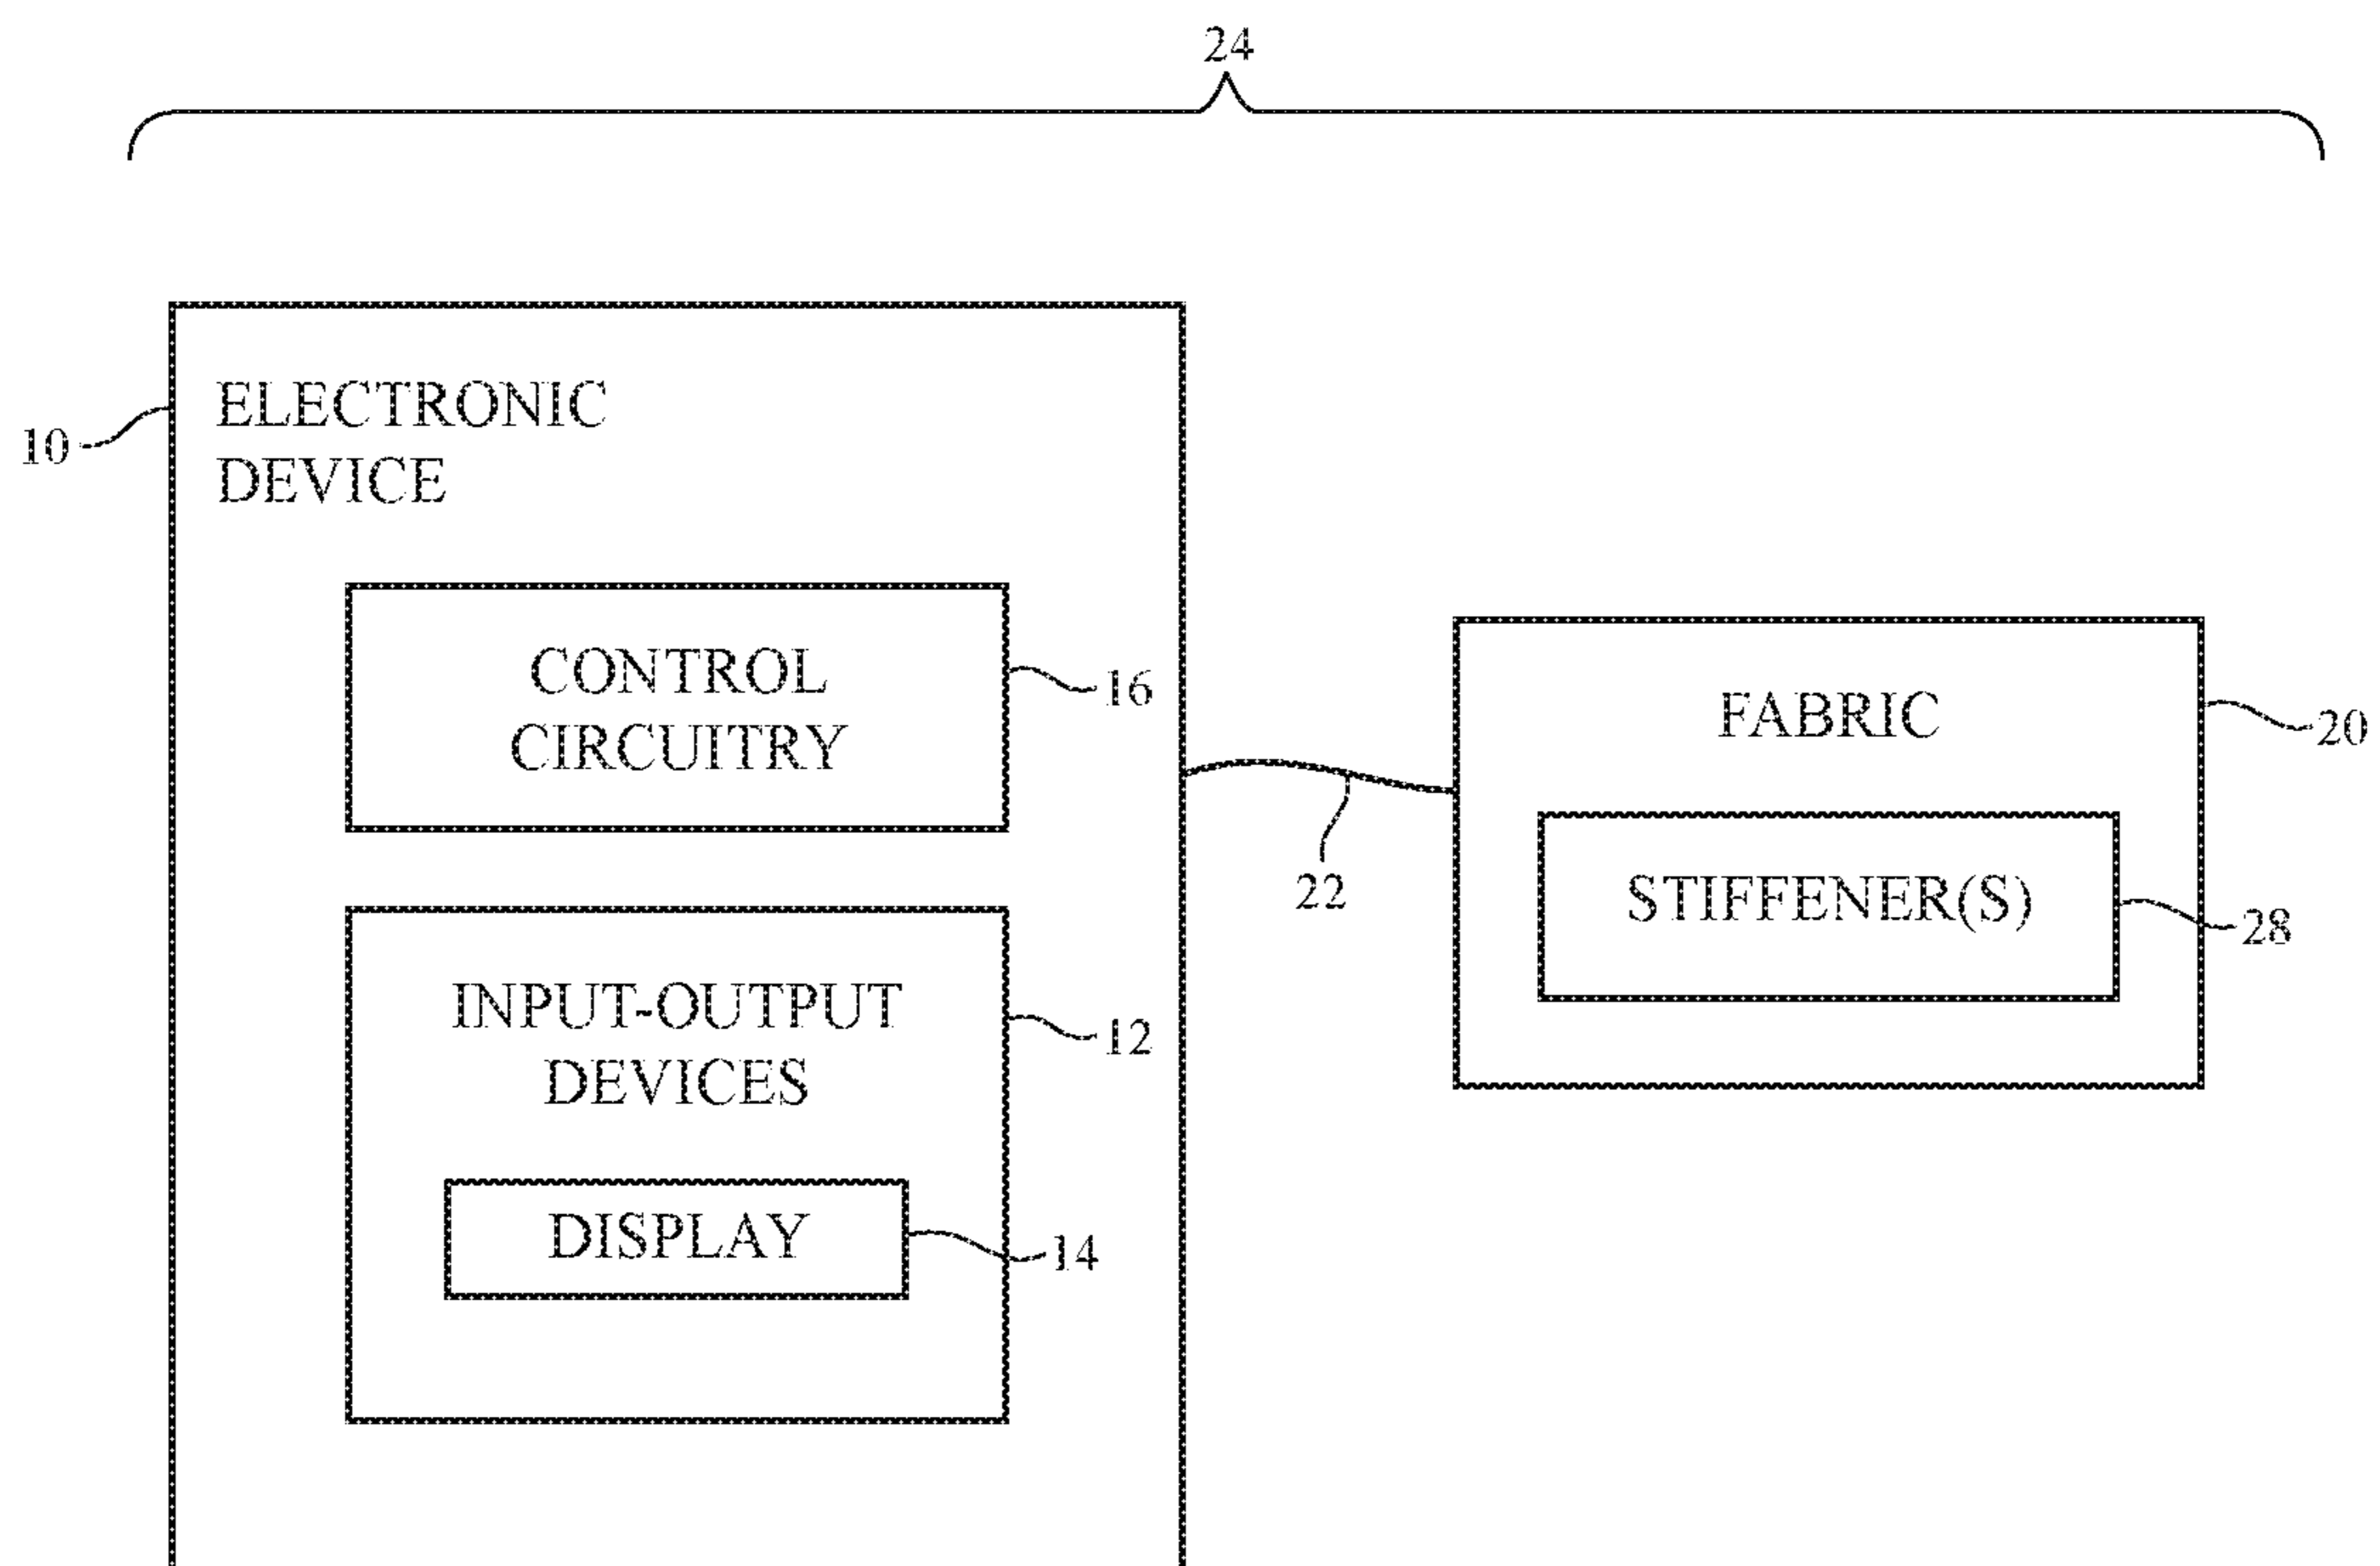 24
10
ELECTRONIC
DEVICE
CONTROL
CIRCUITRY
16
INPUT-OUTPUT
DEVICES
12
DISPLAY
14
22
FABRIC
20
STIFFENER(S)
28